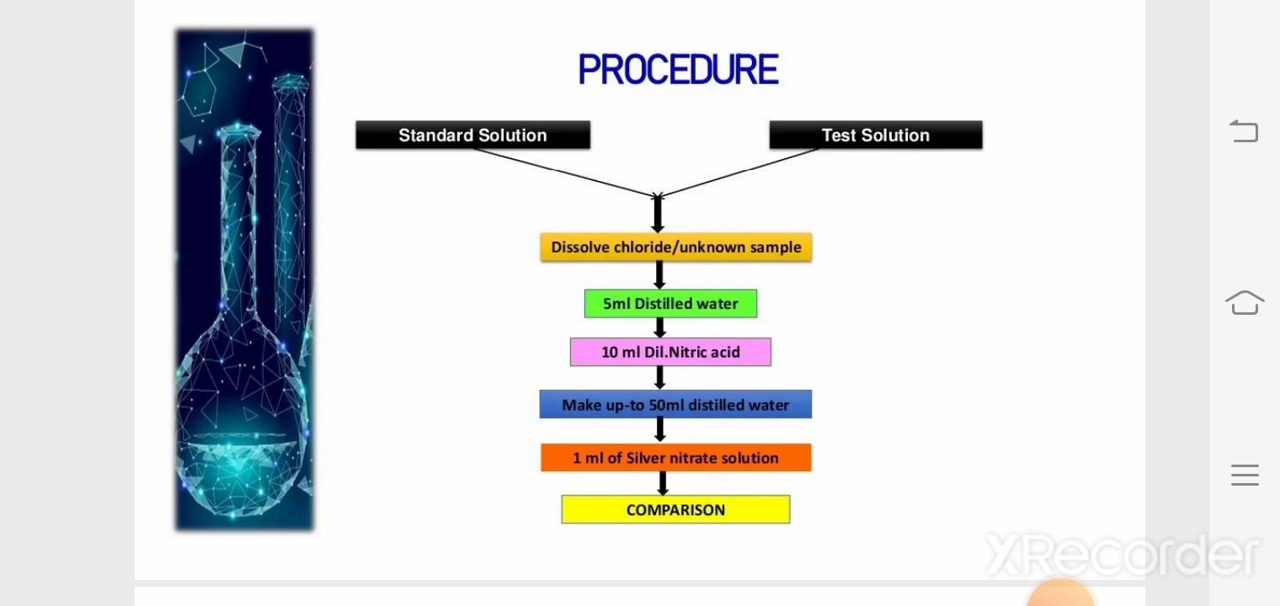 PROCEDURE
Standard Solution
Test Solution
Dissolve chloride/unknown sample
5ml Distilled water
10 ml Dil.Nitric acid
Make up-to 50ml distilled water
1 ml of Silver nitrate solution
COMPARISON
XRecorder